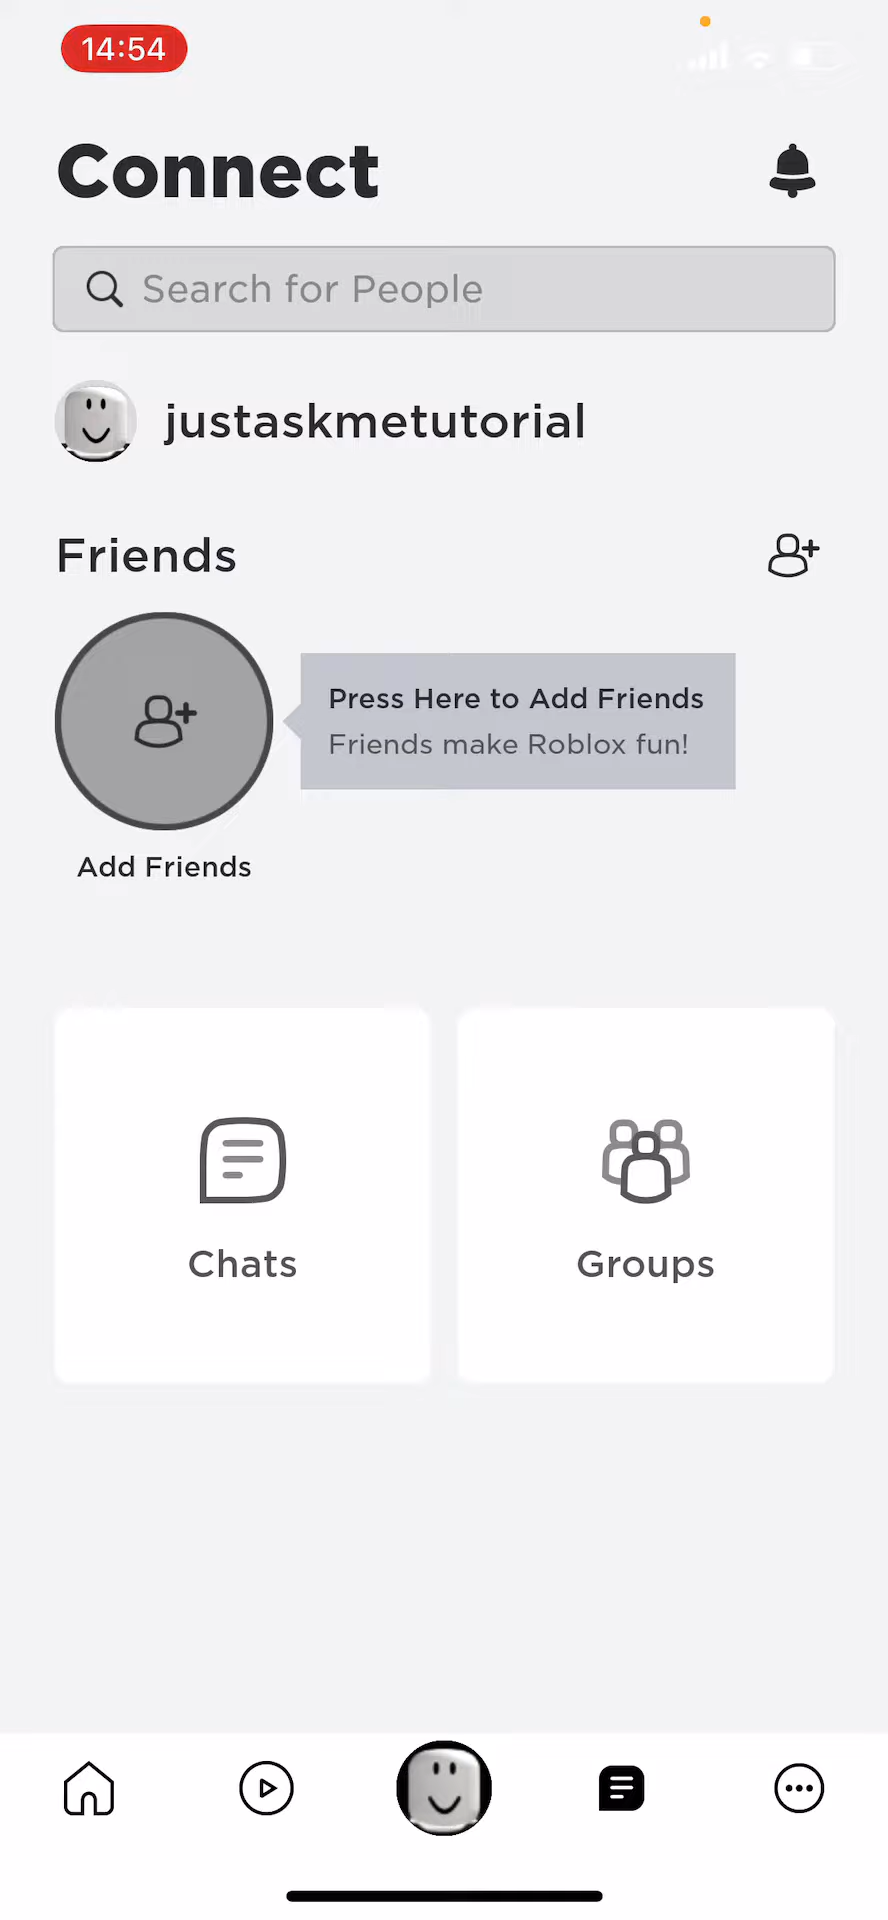 14:54
Connect
Search for People
justaskmetutorial
Friends
Press Here to Add Friends
Friends make Roblox fun!
Add Friends
Chats
Groups